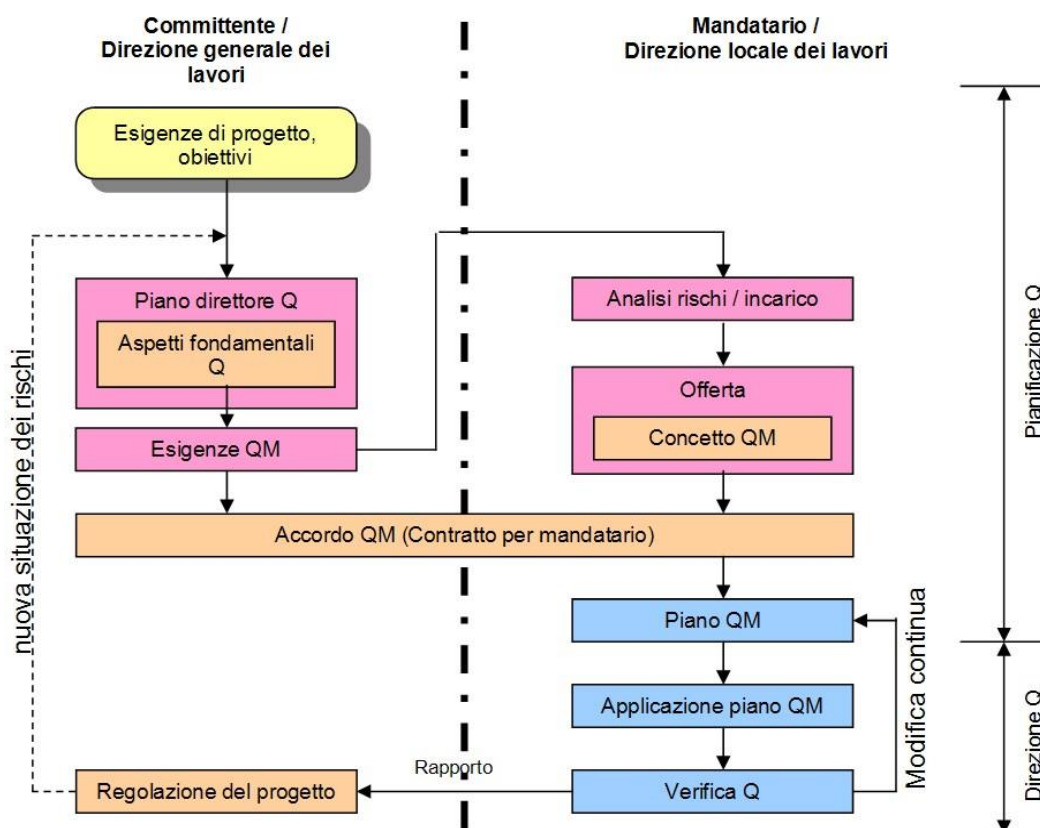 Committente /
Direzione generale dei
lavori
Mandatario /
Direzione locale dei lavori
Esigenze di progetto,
obiettivi
Piano direttore Q
Aspetti fondamentali
Q
Esigenze QM
Analisi rischi / incarico
Offerta
Concetto QM
Accordo QM (Contratto per mandatario)
Piano QM
Applicazione piano QM
Verifica Q
Rapporto
Regolazione del progetto
nuova situazione dei rischi
Modifica continua
Pianificazione Q
Direzione Q